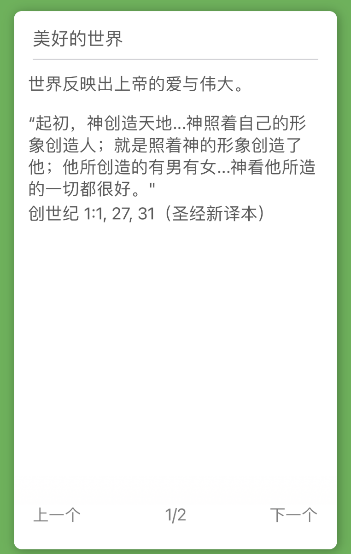 美好的世界
世界反映出上帝的爱与伟大。
“起初，神创造天地...神照着自己的形
象创造人；就是照着神的形象创造了
他；他所创造的有男有女...神看他所造
的一切都很好。"
创世纪 1:1, 27, 31（圣经新译本）
上一个 1/2 下一个